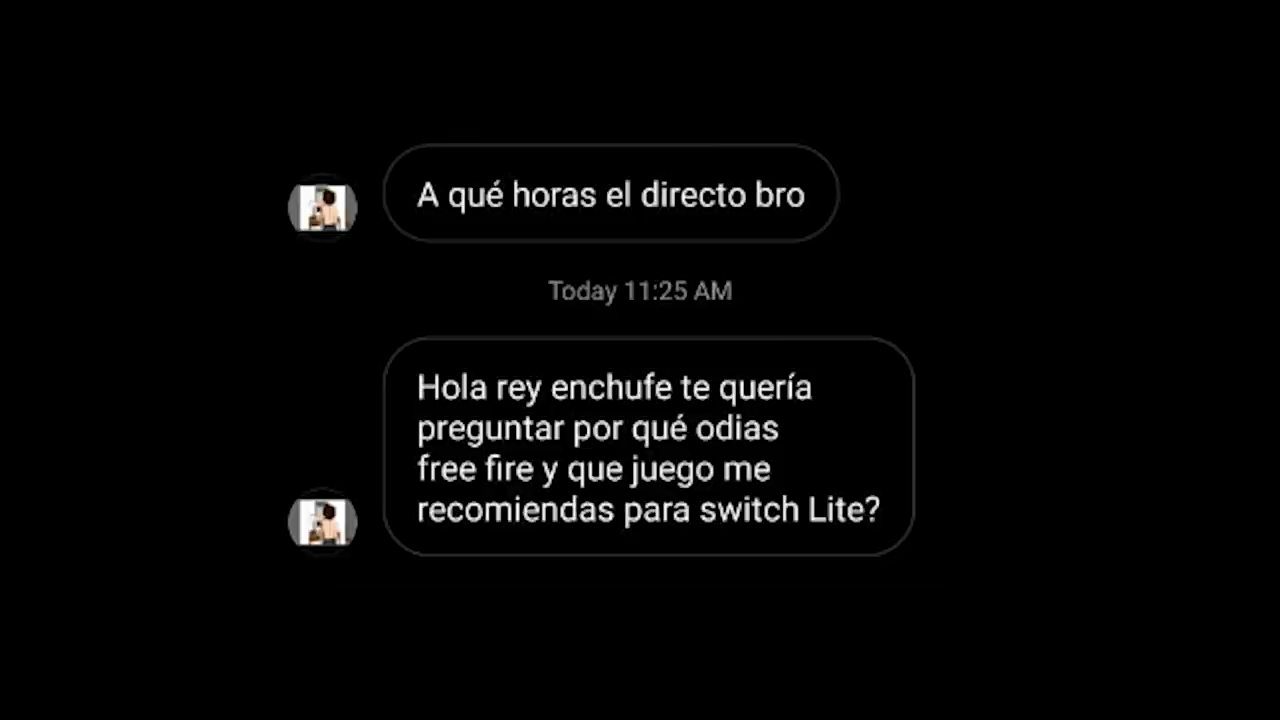 A qué horas el directo bro
Today 11:25 AM
Hola rey enchufe te quería
preguntar por qué odias
free fire y que juego me
recomiendas para switch Lite?